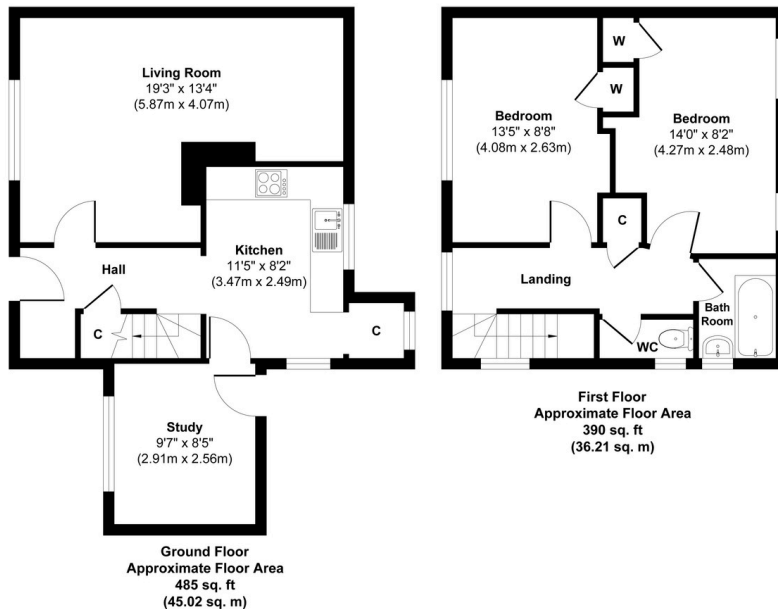 Living Room
19'3" x 13'4"
(5.87m x 4.07m)
Kitchen
11'5" x 8'2"
(3.47m x 2.49m)
Hall
C
C
Study
9'7" x 8'5"
(2.91m x 2.56m)
Ground Floor
Approximate Floor Area
485 sq. ft
(45.02 sq. m)
W
W
Bedroom
13'5" x 8'8"
(4.08m x 2.63m)
Bedroom
14'0" x 8'2"
(4.27m x 2.48m)
C
Landing
Bath
Room
WC
First Floor
Approximate Floor Area
390 sq. ft
(36.21 sq. m)